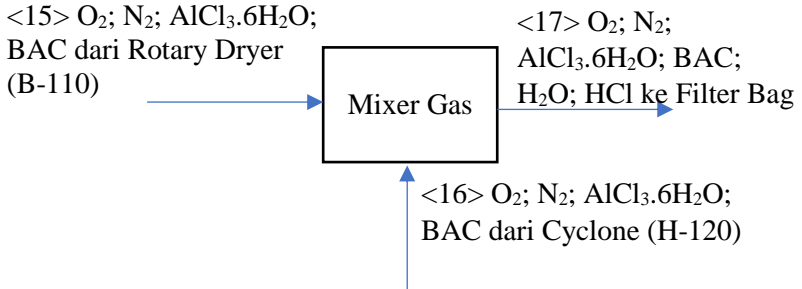 <15> O₂; N₂; AlCl₃.6H₂O;
BAC dari Rotary Dryer
(B-110)
<17> O₂; N₂;
AlCl₃.6H₂O; BAC;
H₂O; HCl ke Filter Bag
Mixer Gas
<16> O₂; N₂; AlCl₃.6H₂O;
BAC dari Cyclone (H-120)